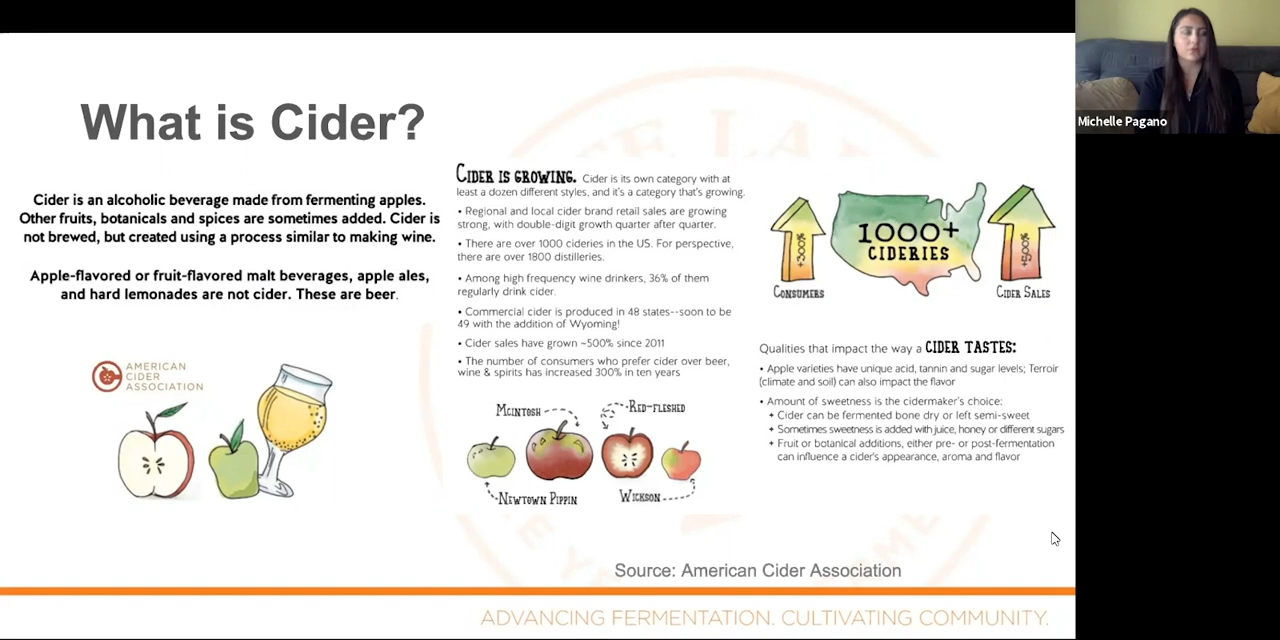 What is Cider?
Cider is an alcoholic beverage made from fermenting apples.
Other fruits, botanicals and spices are sometimes added. Cider is
not brewed, but created using a process similar to making wine.
Apple-flavored or fruit-flavored malt beverages, apple ales,
and hard lemonades are not cider. These are beer.
AMERICAN
CIDER
ASSOCIATION
CIDER IS GROWING. Cider is its own category with at
least a dozen different styles, and it's a category that's growing.
• Regional and local cider brand retail sales are growing
strong, with double-digit growth quarter after quarter.
• There are over 1000 cideries in the US. For perspective,
there are over 1800 distilleries.
• Among high frequency wine drinkers, 36% of them
regularly drink cider.
• Commercial cider is produced in 48 states--soon to be
49 with the addition of Wyoming!
• Cider sales have grown ~500% since 2011
• The number of consumers who prefer cider over beer,
wine & spirits has increased 300% in ten years
MCINTOSH
RED-FLESHED
NEWTOWN PIPPIN
WICKSON
+300%
CONSUMERS
1000+
CIDERIES
+500%
CIDER SALES
Qualities that impact the way a CIDER TASTES:
• Apple varieties have unique acid, tannin and sugar levels; Terroir
(climate and soil) can also impact the flavor
• Amount of sweetness is the cidermaker's choice:
+ Cider can be fermented bone dry or left semi-sweet
+ Sometimes sweetness is added with juice, honey or different sugars
+ Fruit or botanical additions, either pre- or post-fermentation
can influence a cider's appearance, aroma and flavor
Source: American Cider Association
ADVANCING FERMENTATION. CULTIVATING COMMUNITY.
Michelle Pagano